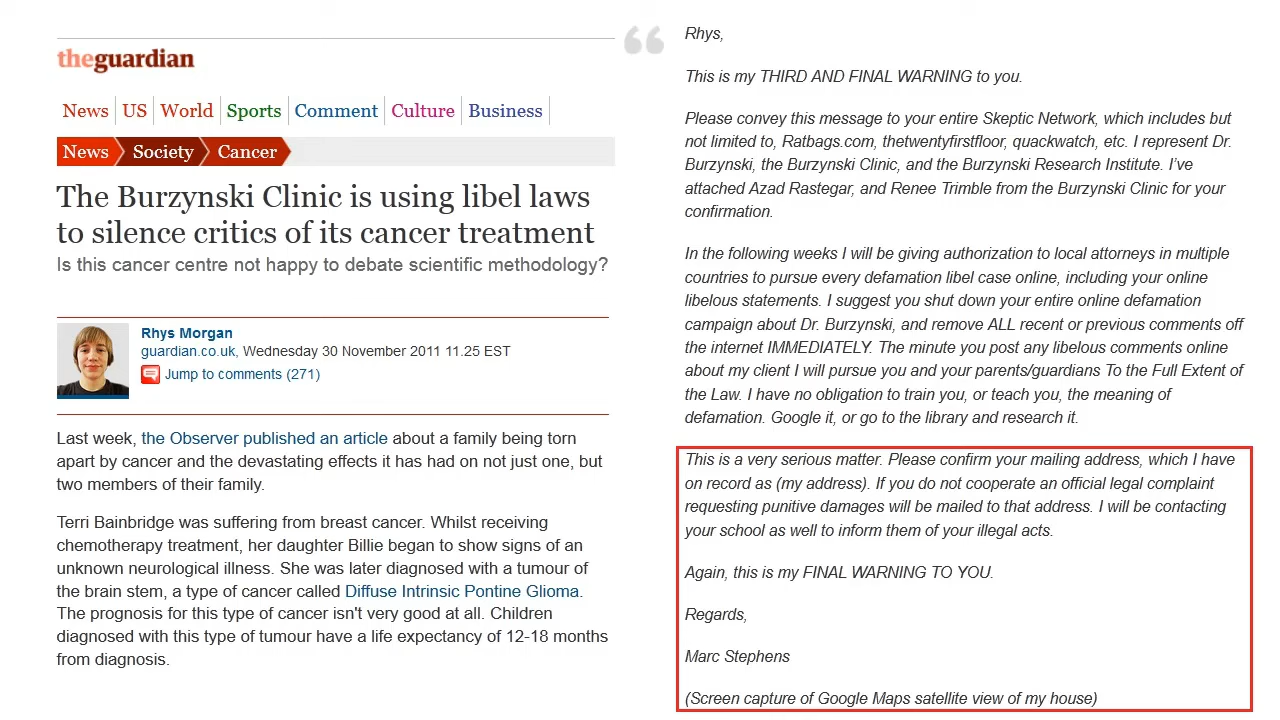 theguardian
News US World Sports Comment Culture Business
News Society Cancer
The Burzynski Clinic is using libel laws
to silence critics of its cancer treatment
Is this cancer centre not happy to debate scientific methodology?
Rhys Morgan
guardian.co.uk, Wednesday 30 November 2011 11.25 EST
Jump to comments (271)
Last week, the Observer published an article about a family being torn
apart by cancer and the devastating effects it has had on not just one, but
two members of their family.
Terri Bainbridge was suffering from breast cancer. Whilst receiving
chemotherapy treatment, her daughter Billie began to show signs of an
unknown neurological illness. She was later diagnosed with a tumour of
the brain stem, a type of cancer called Diffuse Intrinsic Pontine Glioma.
The prognosis for this type of cancer isn't very good at all. Children
diagnosed with this type of tumour have a life expectancy of 12-18 months
from diagnosis.
“
Rhys,
This is my THIRD AND FINAL WARNING to you.
Please convey this message to your entire Skeptic Network, which includes but
not limited to, Ratbags.com, thetwentyfirstfloor, quackwatch, etc. I represent Dr.
Burzynski, the Burzynski Clinic, and the Burzynski Research Institute. I’ve
attached Azad Rastegar, and Renee Trimble from the Burzynski Clinic for your
confirmation.
In the following weeks I will be giving authorization to local attorneys in multiple
countries to pursue every defamation libel case online, including your online
libelous statements. I suggest you shut down your entire online defamation
campaign about Dr. Burzynski, and remove ALL recent or previous comments off
the internet IMMEDIATELY. The minute you post any libelous comments online
about my client I will pursue you and your parents/guardians To the Full Extent of
the Law. I have no obligation to train you, or teach you, the meaning of
defamation. Google it, or go to the library and research it.
This is a very serious matter. Please confirm your mailing address, which I have
on record as (my address). If you do not cooperate an official legal complaint
requesting punitive damages will be mailed to that address. I will be contacting
your school as well to inform them of your illegal acts.
Again, this is my FINAL WARNING TO YOU.
Regards,
Marc Stephens
(Screen capture of Google Maps satellite view of my house)